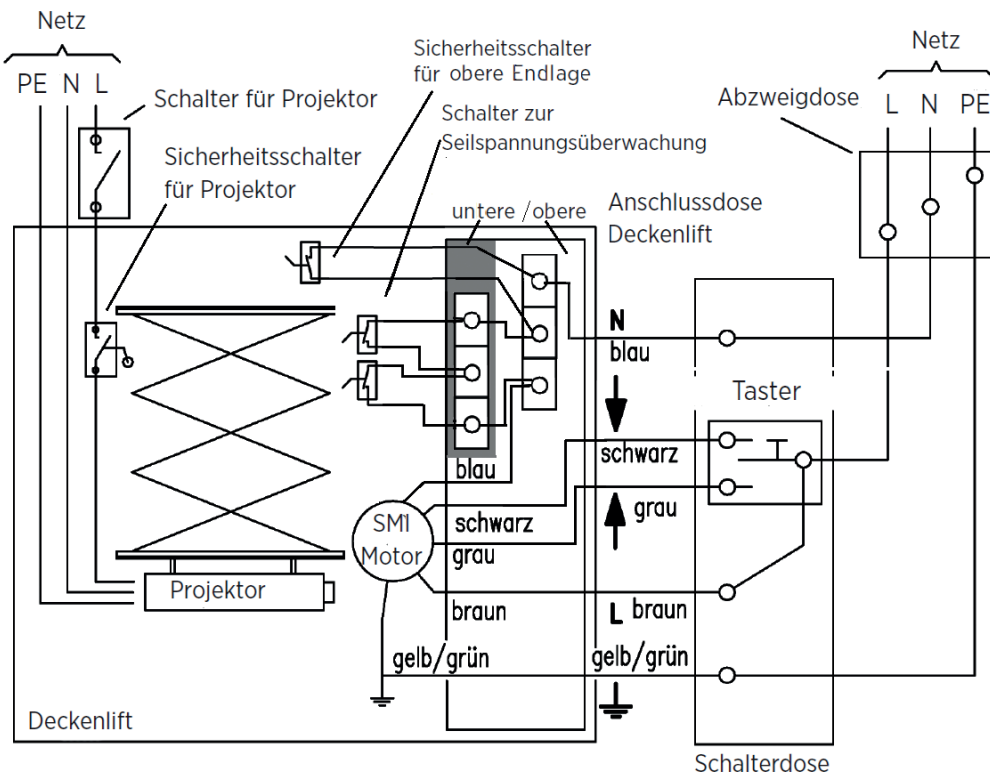 Netz
PE N L
Schalter für Projektor
Sicherheitsschalter
für Projektor
Sicherheitsschalter
für obere Endlage
Schalter zur
Seilspannungsüberwachung
untere / obere
Anschlussdose
Deckenlift
Netz
Abzweigdose
L N PE
N
blau
Taster
schwarz
grau
blau
SM1
Motor
schwarz
grau
braun
L braun
gelb/grün
gelb/grün
Projektor
Deckenlift
Schalterdose